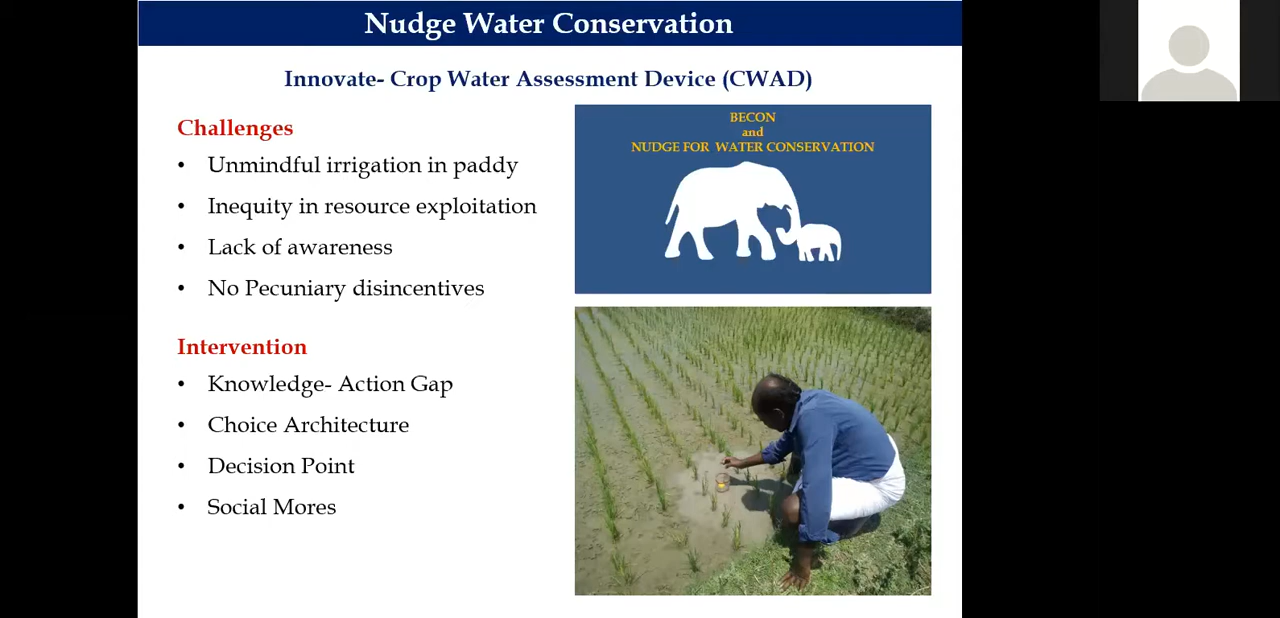 Nudge Water Conservation
Innovate- Crop Water Assessment Device (CWAD)
Challenges
• Unmindful irrigation in paddy
• Inequity in resource exploitation
• Lack of awareness
• No Pecuniary disincentives
Intervention
• Knowledge- Action Gap
• Choice Architecture
• Decision Point
• Social Mores
BECON
and
NUDGE FOR WATER CONSERVATION